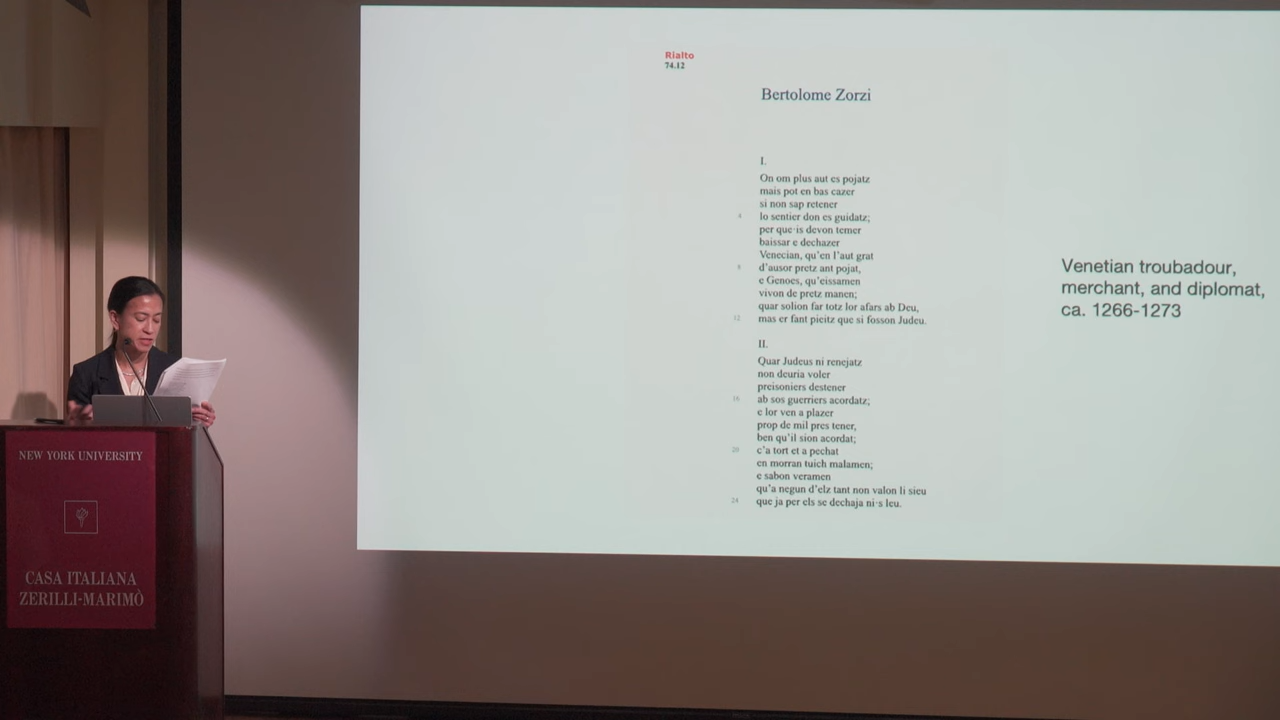 Rialto
74.12
Bertolome Zorzi
I.
On om plus aut es pojatz
mais pot en bas cazer
si non sap retener
4 lo sentier don es guidatz;
per que·is devon temer
baissar e dechazer
Venecian, qu'en l'aut grat
8 d'ausor pretz ant pojat,
e Genoes, qu'eissamen
vivon de pretz manen;
quar solion far totz lor afars ab Deu,
12 mas er fant pieitz que si fosson Judeu.
II.
Quar Judeus ni renejatz
non deuria voler
preisoniers destener
16 ab sos guerriers acordatz;
e lor ven a plazer
prop de mil pres tener,
ben qu'il sion acordat;
20 c'a tort et a pechat
en morran tuich malamen;
e sabon veramen
qu'a negun d'elz tant non valon li sieu
24 que ja per els se dechaja ni·s leu.
Venetian troubadour,
merchant, and diplomat,
ca. 1266-1273
NEW YORK UNIVERSITY
CASA ITALIANA
ZERILLI-MARIMÒ